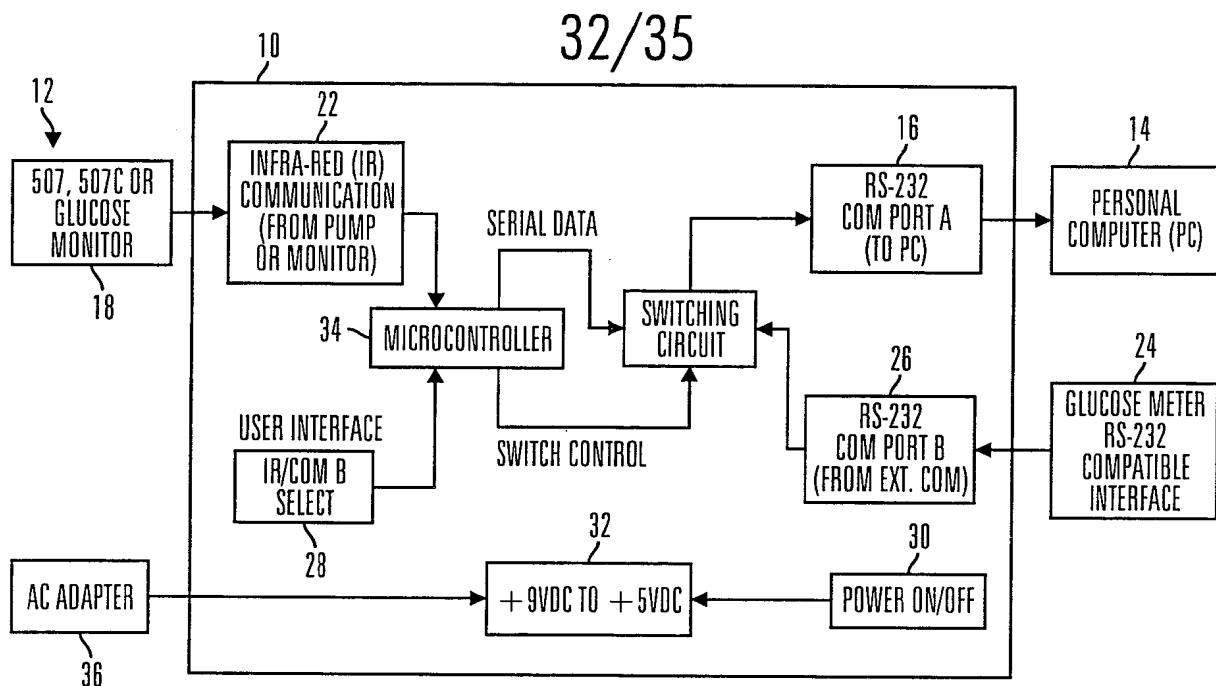 32/35
10
12
22
16
14
507, 507C OR
GLUCOSE
MONITOR
18
INFRA-RED (IR)
COMMUNICATION
(FROM PUMP
OR MONITOR)
RS-232
COM PORT A
(TO PC)
PERSONAL
COMPUTER (PC)
SERIAL DATA
34
MICROCONTROLLER
SWITCHING
CIRCUIT
26
24
USER INTERFACE
IR/COM B
SELECT
28
SWITCH CONTROL
RS-232
COM PORT B
(FROM EXT. COM)
GLUCOSE METER
RS-232
COMPATIBLE
INTERFACE
32
30
AC ADAPTER
36
+9VDC TO +5VDC
POWER ON/OFF